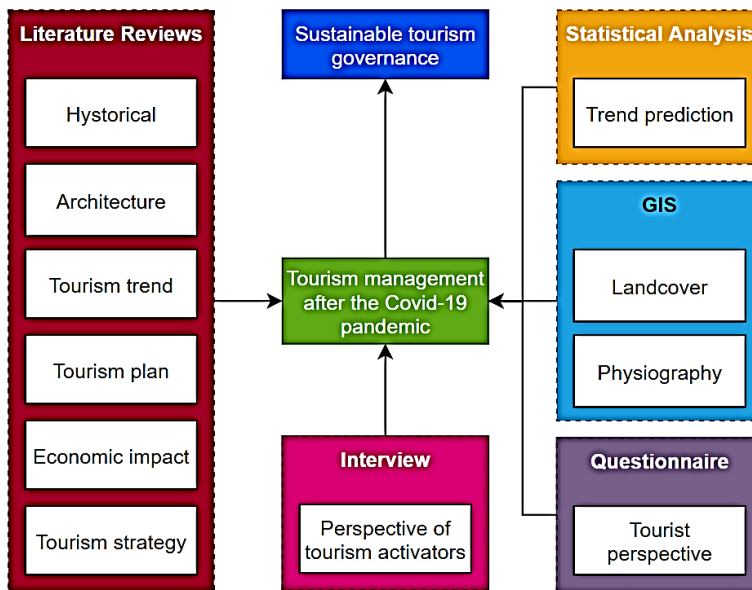 Literature Reviews
Hystorical
Architecture
Tourism trend
Tourism plan
Economic impact
Tourism strategy
Sustainable tourism
governance
Tourism management
after the Covid-19
pandemic
Interview
Perspective of
tourism activators
Statistical Analysis
Trend prediction
GIS
Landcover
Physiography
Questionnaire
Tourist
perspective